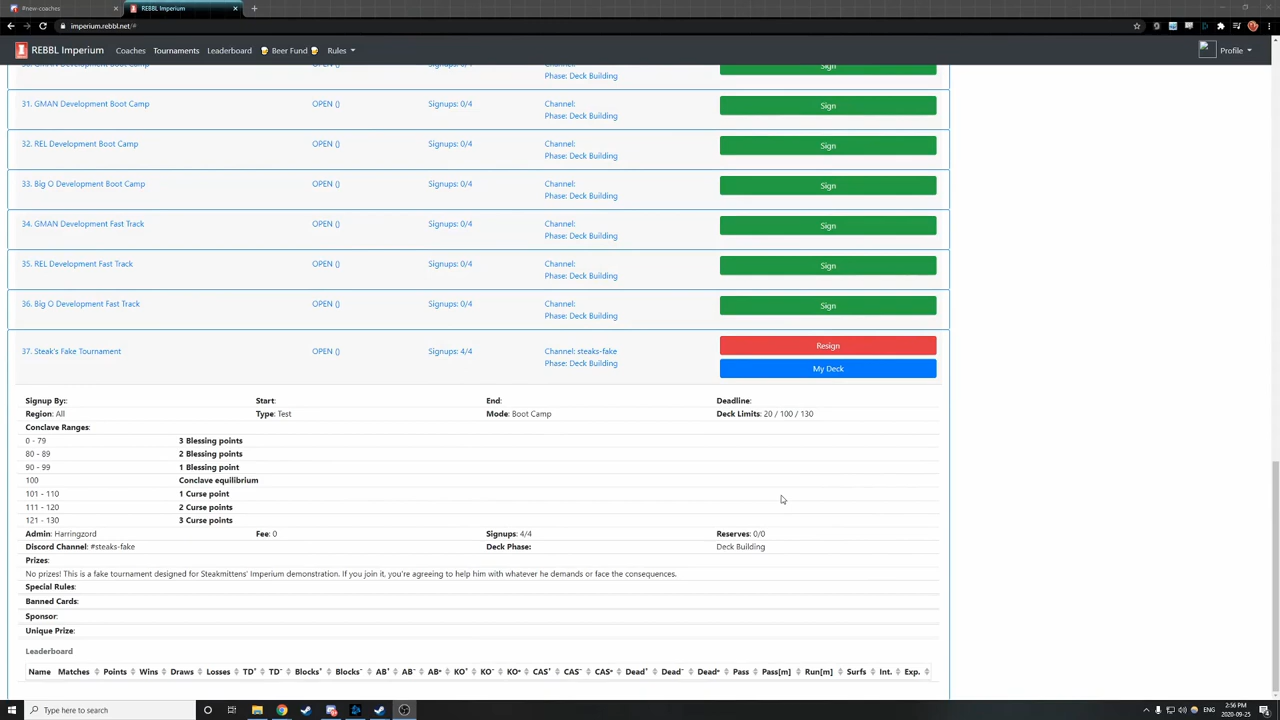 #new-coaches
REBBL Imperium
imperium.rebbl.net/#
REBBL Imperium Coaches Tournaments Leaderboard 🍺 Beer Fund 🍺 Rules Profile
Sign
Phase: Deck Building
31. GMAN Development Boot Camp OPEN () Signups: 0/4 Channel: Sign
Phase: Deck Building
32. REL Development Boot Camp OPEN () Signups: 0/4 Channel: Sign
Phase: Deck Building
33. Big O Development Boot Camp OPEN () Signups: 0/4 Channel: Sign
Phase: Deck Building
34. GMAN Development Fast Track OPEN () Signups: 0/4 Channel: Sign
Phase: Deck Building
35. REL Development Fast Track OPEN () Signups: 0/4 Channel: Sign
Phase: Deck Building
36. Big O Development Fast Track OPEN () Signups: 0/4 Channel: Sign
Phase: Deck Building
37. Steak's Fake Tournament OPEN () Signups: 4/4 Channel: steaks-fake Resign
Phase: Deck Building My Deck
Signup By: Start: End: Deadline:
Region: All Type: Test Mode: Boot Camp Deck Limits: 20 / 100 / 130
Conclave Ranges:
0 - 79 3 Blessing points
80 - 89 2 Blessing points
90 - 99 1 Blessing point
100 Conclave equilibrium
101 - 110 1 Curse point
111 - 120 2 Curse points
121 - 130 3 Curse points
Admin: Harringzord Fee: 0 Signups: 4/4 Reserves: 0/0
Discord Channel: #steaks-fake Deck Phase: Deck Building
Prizes:
No prizes! This is a fake tournament designed for Steakmittens' Imperium demonstration. If you join it, you're agreeing to help him with whatever he demands or face the consequences.
Special Rules:
Banned Cards:
Sponsor:
Unique Prize:
Leaderboard
Name Matches Points Wins Draws Losses TD⁺ TD⁻ Blocks⁺ Blocks⁻ AB⁺ AB⁻ AB⁼ KO⁺ KO⁻ KO⁼ CAS⁺ CAS⁻ CAS⁼ Dead⁺ Dead⁻ Dead⁼ Pass Pass[m] Run[m] Surfs Int. Exp.
Type here to search
ENG
2:56 PM
2020-09-25